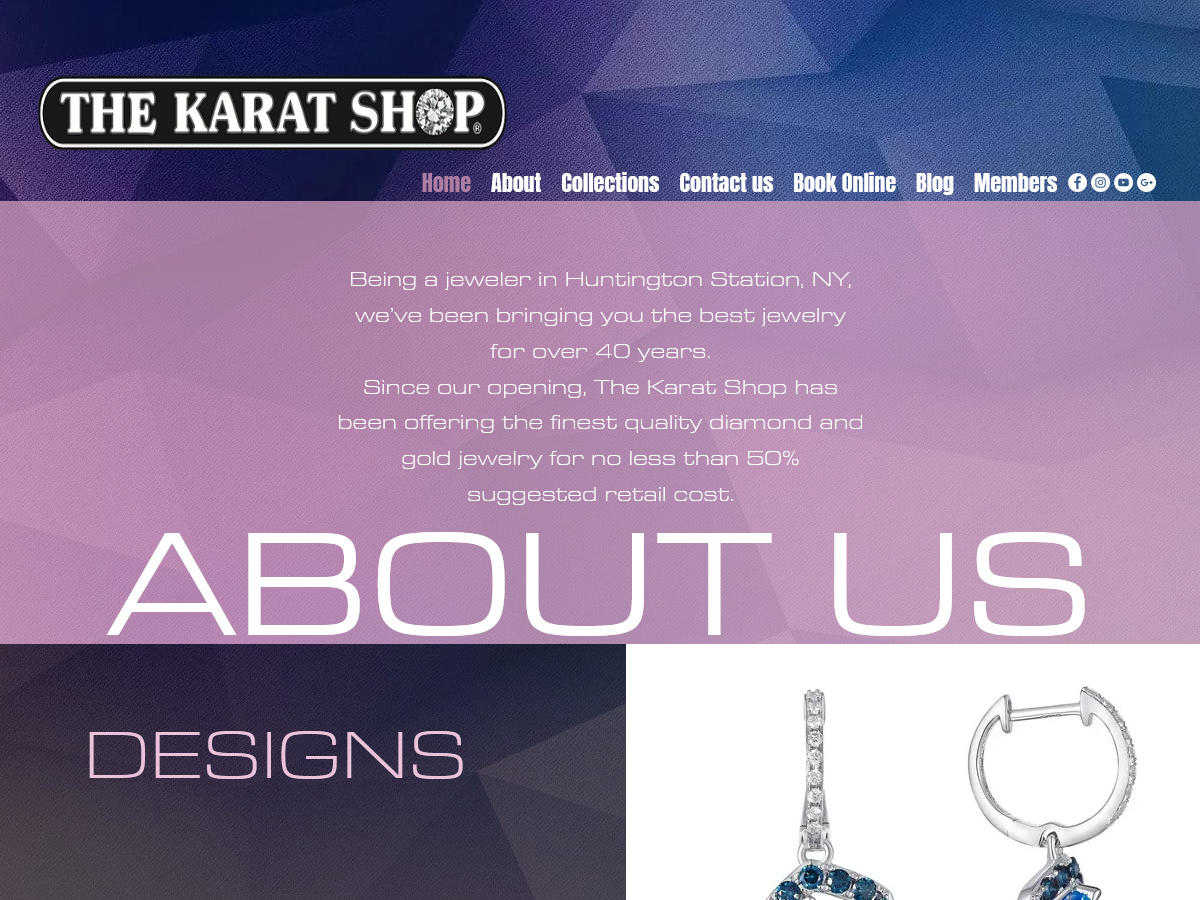 THE KARAT SHOP®
Home About Collections Contact us Book Online Blog Members
Being a jeweler in Huntington Station, NY,
we've been bringing you the best jewelry
for over 40 years.
Since our opening, The Karat Shop has
been offering the finest quality diamond and
gold jewelry for no less than 50%
suggested retail cost.
ABOUT US
DESIGNS